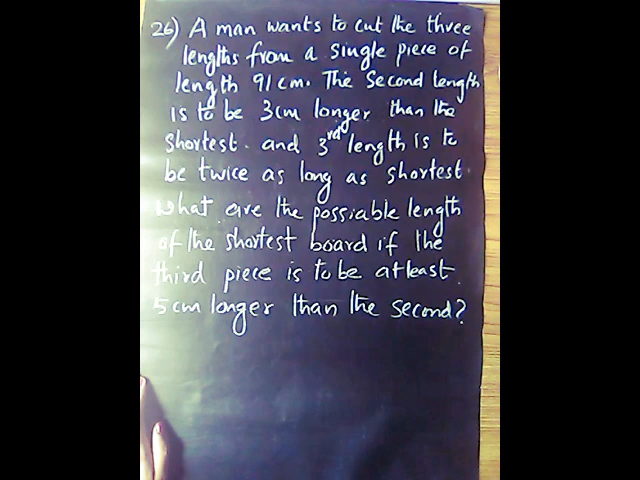 26) A man wants to cut the three
lengths from a single piece of
length 91 cm. The second length
is to be 3cm longer than the
shortest. and 3rd length is to
be twice as long as shortest.
what are the possiable length
of the shortest board if the
third piece is to be atleast
5cm longer than the second?